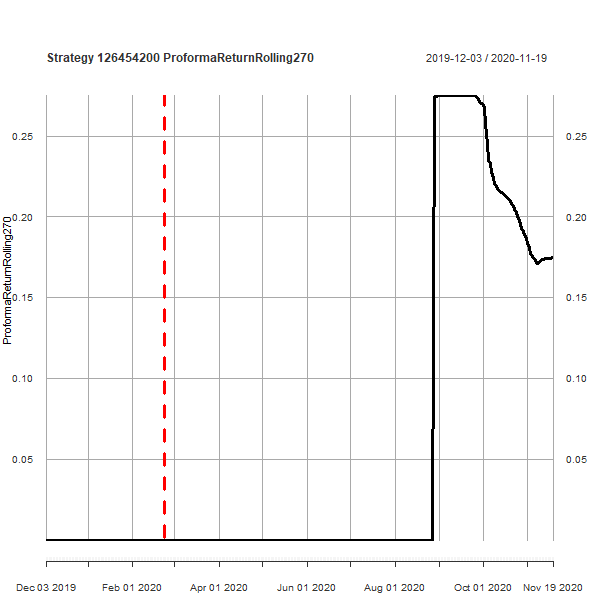 Strategy 126454200 ProformaReturnRolling270
2019-12-03 / 2020-11-19
ProformaReturnRolling270
0.25
0.25
0.20
0.20
0.15
0.15
0.10
0.10
0.05
0.05
Dec 03 2019
Feb 01 2020
Apr 01 2020
Jun 01 2020
Aug 01 2020
Oct 01 2020
Nov 19 2020